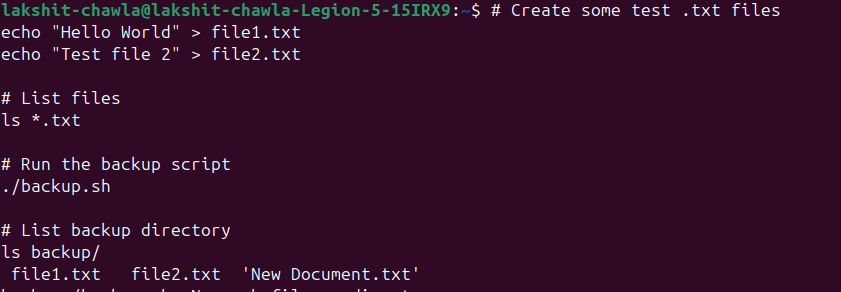 lakshit-chawla@lakshit-chawla-Legion-5-15IRX9:~$ # Create some test .txt files
echo "Hello World" > file1.txt
echo "Test file 2" > file2.txt
# List files
ls *.txt
# Run the backup script
./backup.sh
# List backup directory
ls backup/
file1.txt file2.txt 'New Document.txt'